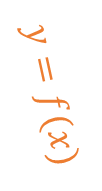 y = f(x)